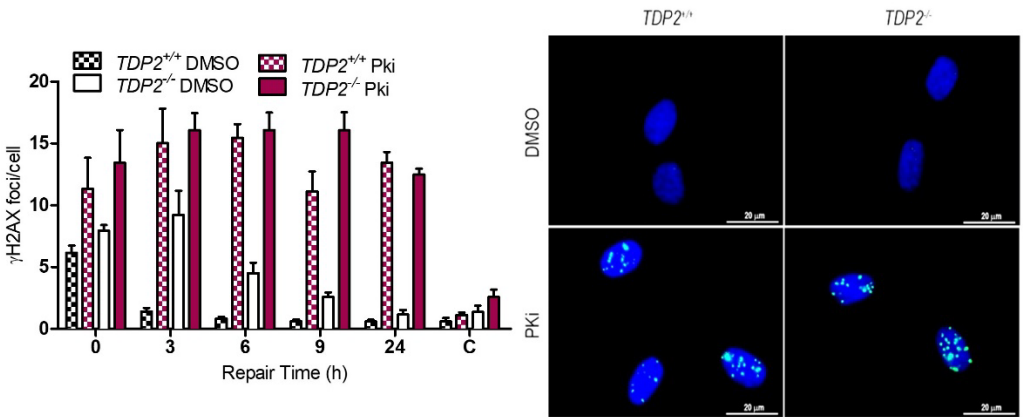 TDP2+/+ DMSO
TDP2-/- DMSO
TDP2+/+ Pki
TDP2-/- Pki
γH2AX foci/cell
20
15
10
5
0
0 3 6 9 24 C
Repair Time (h)
TDP2+/+ TDP2-/-
DMSO
20 μm 20 μm
PKi
20 μm 20 μm